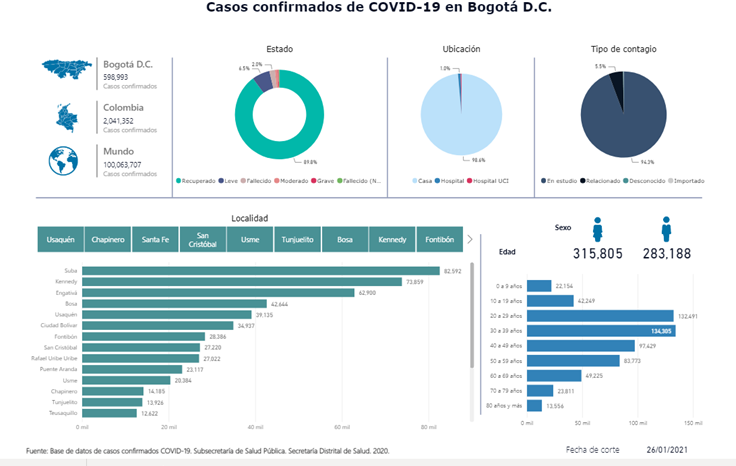 Casos confirmados de COVID-19 en Bogotá D.C.
Bogotá D.C.
598,993
Casos confirmados
Colombia
2,041,352
Casos confirmados
Mundo
100,063,707
Casos confirmados
Estado
6.5%
2.0%
89.8%
Recuperado Leve Fallecido Moderado Grave Fallecido (N...
Ubicación
1.0%
98.6%
Casa Hospital Hospital UCI
Tipo de contagio
5.5%
94.3%
En estudio Relacionado Desconocido Importado
Localidad
Usaquén Chapinero Santa Fe San Cristóbal Usme Tunjuelito Bosa Kennedy Fontibón
Suba 82,592
Kennedy 73,859
Engativá 62,900
Bosa 42,664
Usaquén 39,135
Ciudad Bolívar 34,927
Fontibón 28,386
San Cristóbal 27,220
Rafael Uribe Uribe 27,022
Puente Aranda 23,117
Usme 20,384
Chapinero 14,185
Tunjuelito 13,926
Teusaquillo 12,622
0 mil 20 mil 40 mil 60 mil 80 mil
Sexo
315,805 283,188
Edad
0 a 9 años 22,154
10 a 19 años 42,249
20 a 29 años 132,491
30 a 39 años 134,305
40 a 49 años 97,429
50 a 59 años 83,773
60 a 69 años 49,225
70 a 79 años 23,811
80 años y más 13,556
0 mil 50 mil 100 mil 150 mil
Fuente: Base de datos de casos confirmados COVID-19. Subsecretaría de Salud Pública. Secretaría Distrital de Salud. 2020.
Fecha de corte 26/01/2021